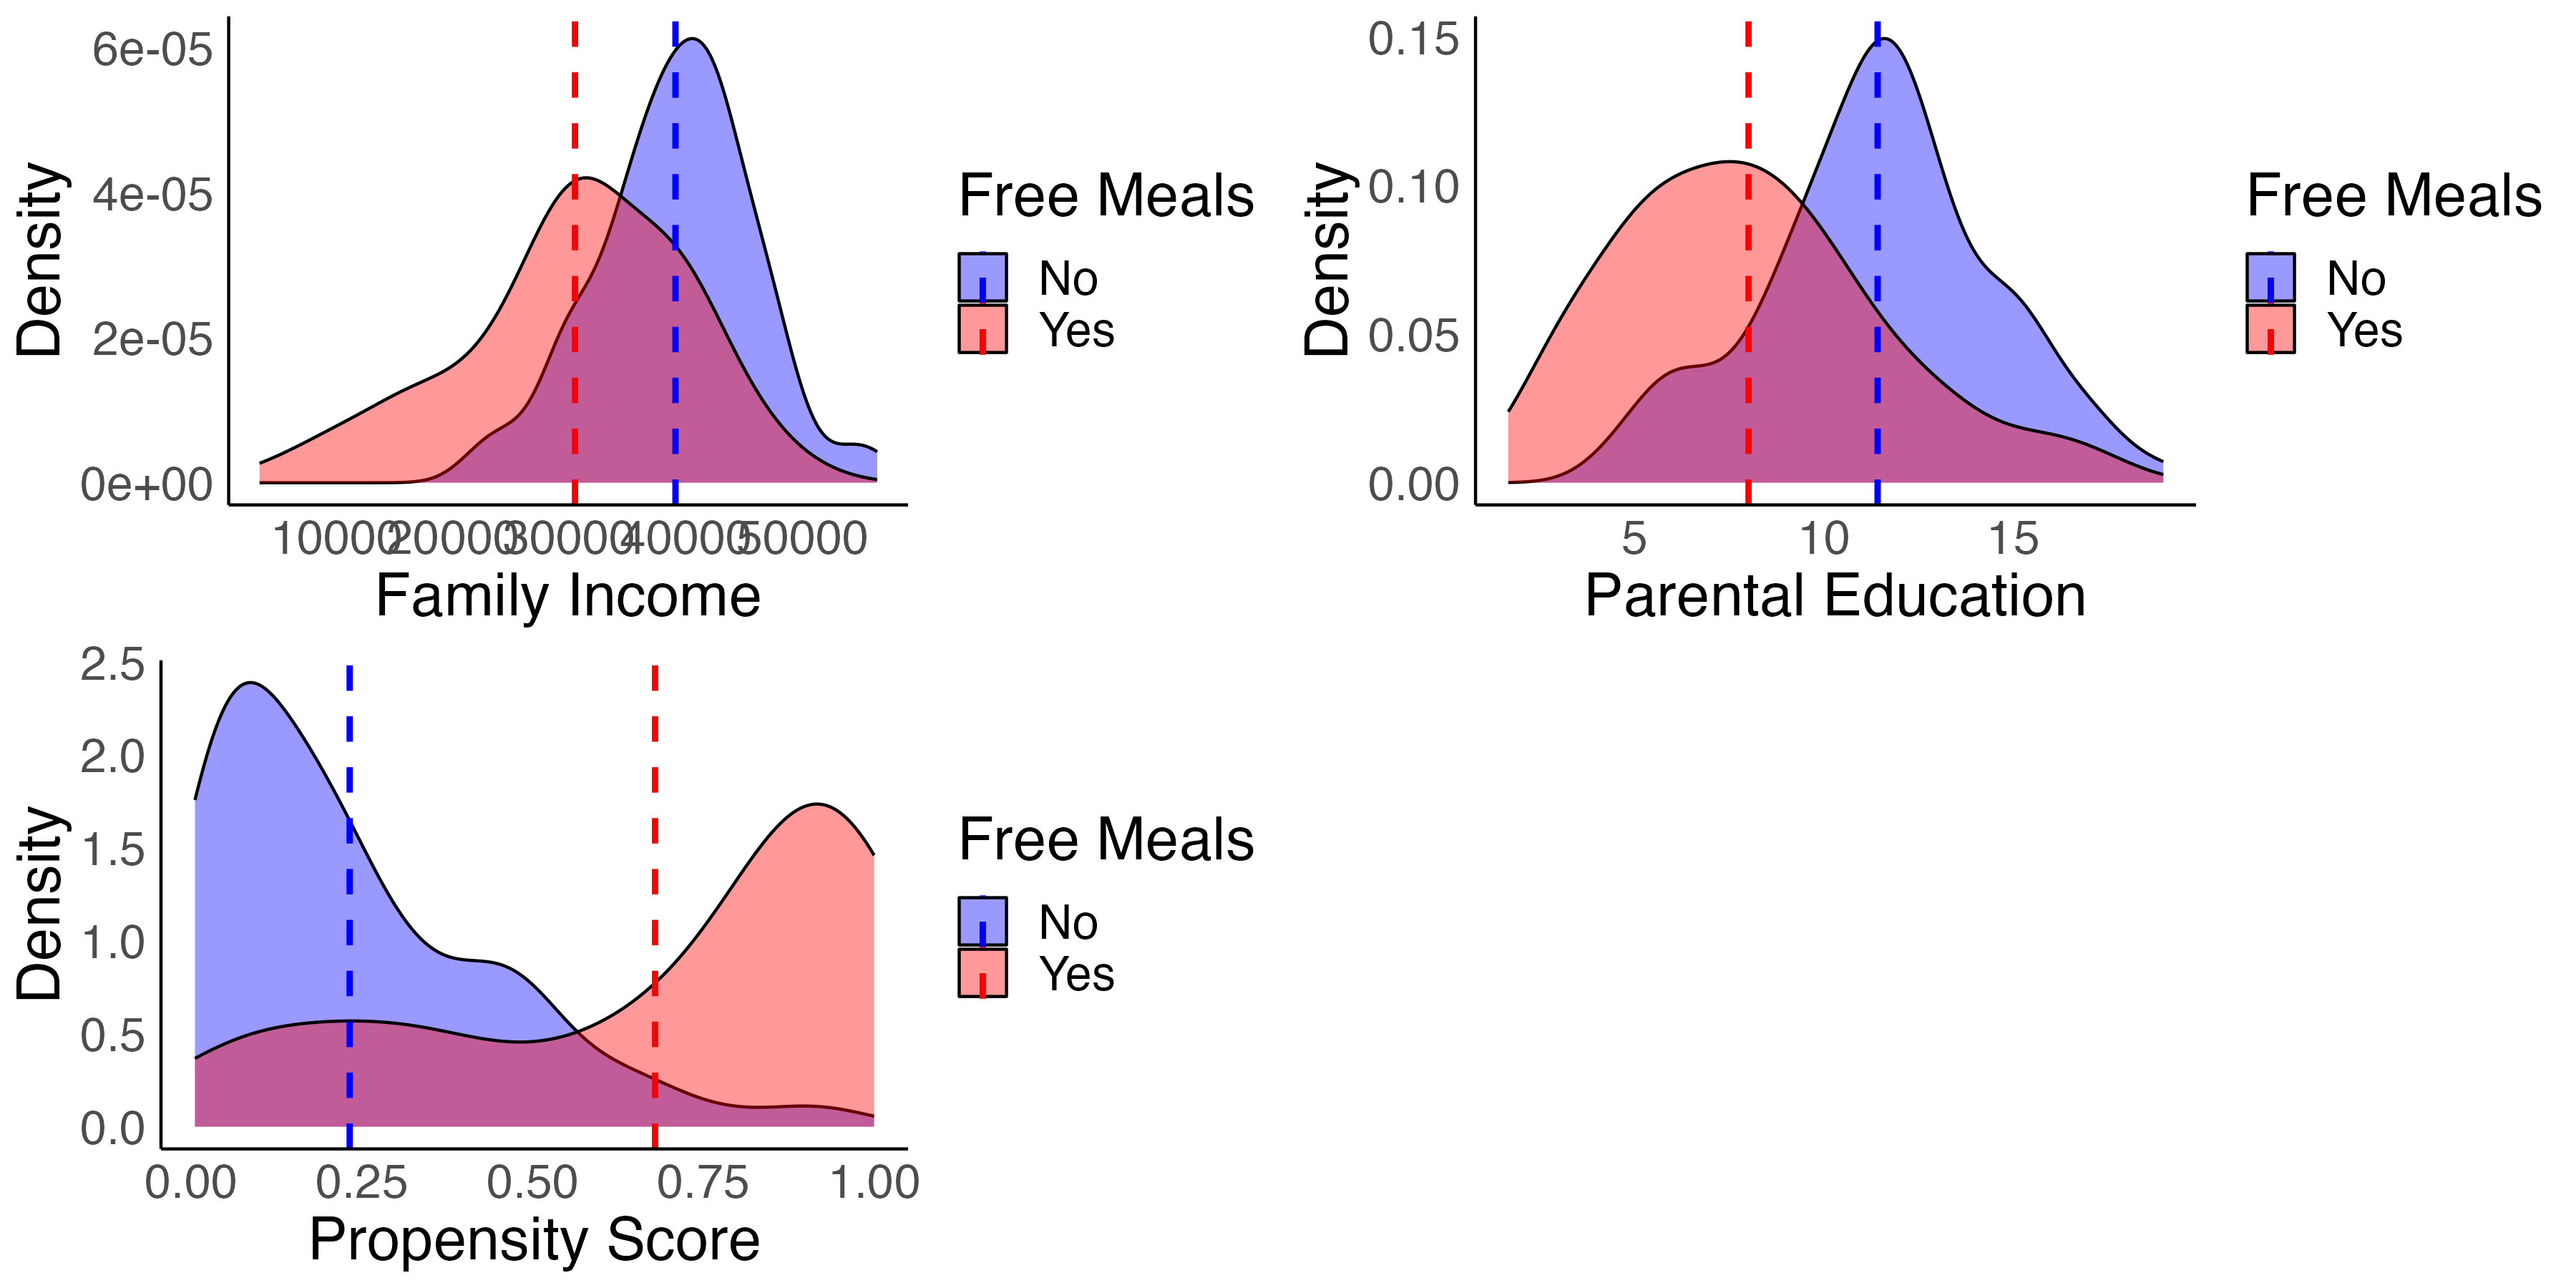 6e-05
4e-05
2e-05
0e+00
Density
10000 20000 30000 40000 50000
Family Income
Free Meals
No
Yes
0.15
0.10
0.05
0.00
Density
5 10 15
Parental Education
Free Meals
No
Yes
2.5
2.0
1.5
1.0
0.5
0.0
Density
0.00 0.25 0.50 0.75 1.00
Propensity Score
Free Meals
No
Yes